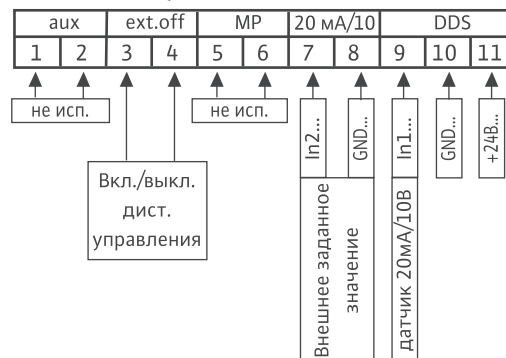 aux ext.off MP 20 мА/10 DDS
1 2 3 4 5 6 7 8 9 10 11
не исп. не исп.
In2...
GND...
In1...
GND...
+24В...
Вкл./выкл.
дист.
управления
Внешнее заданное
значение
датчик 20мА/10В